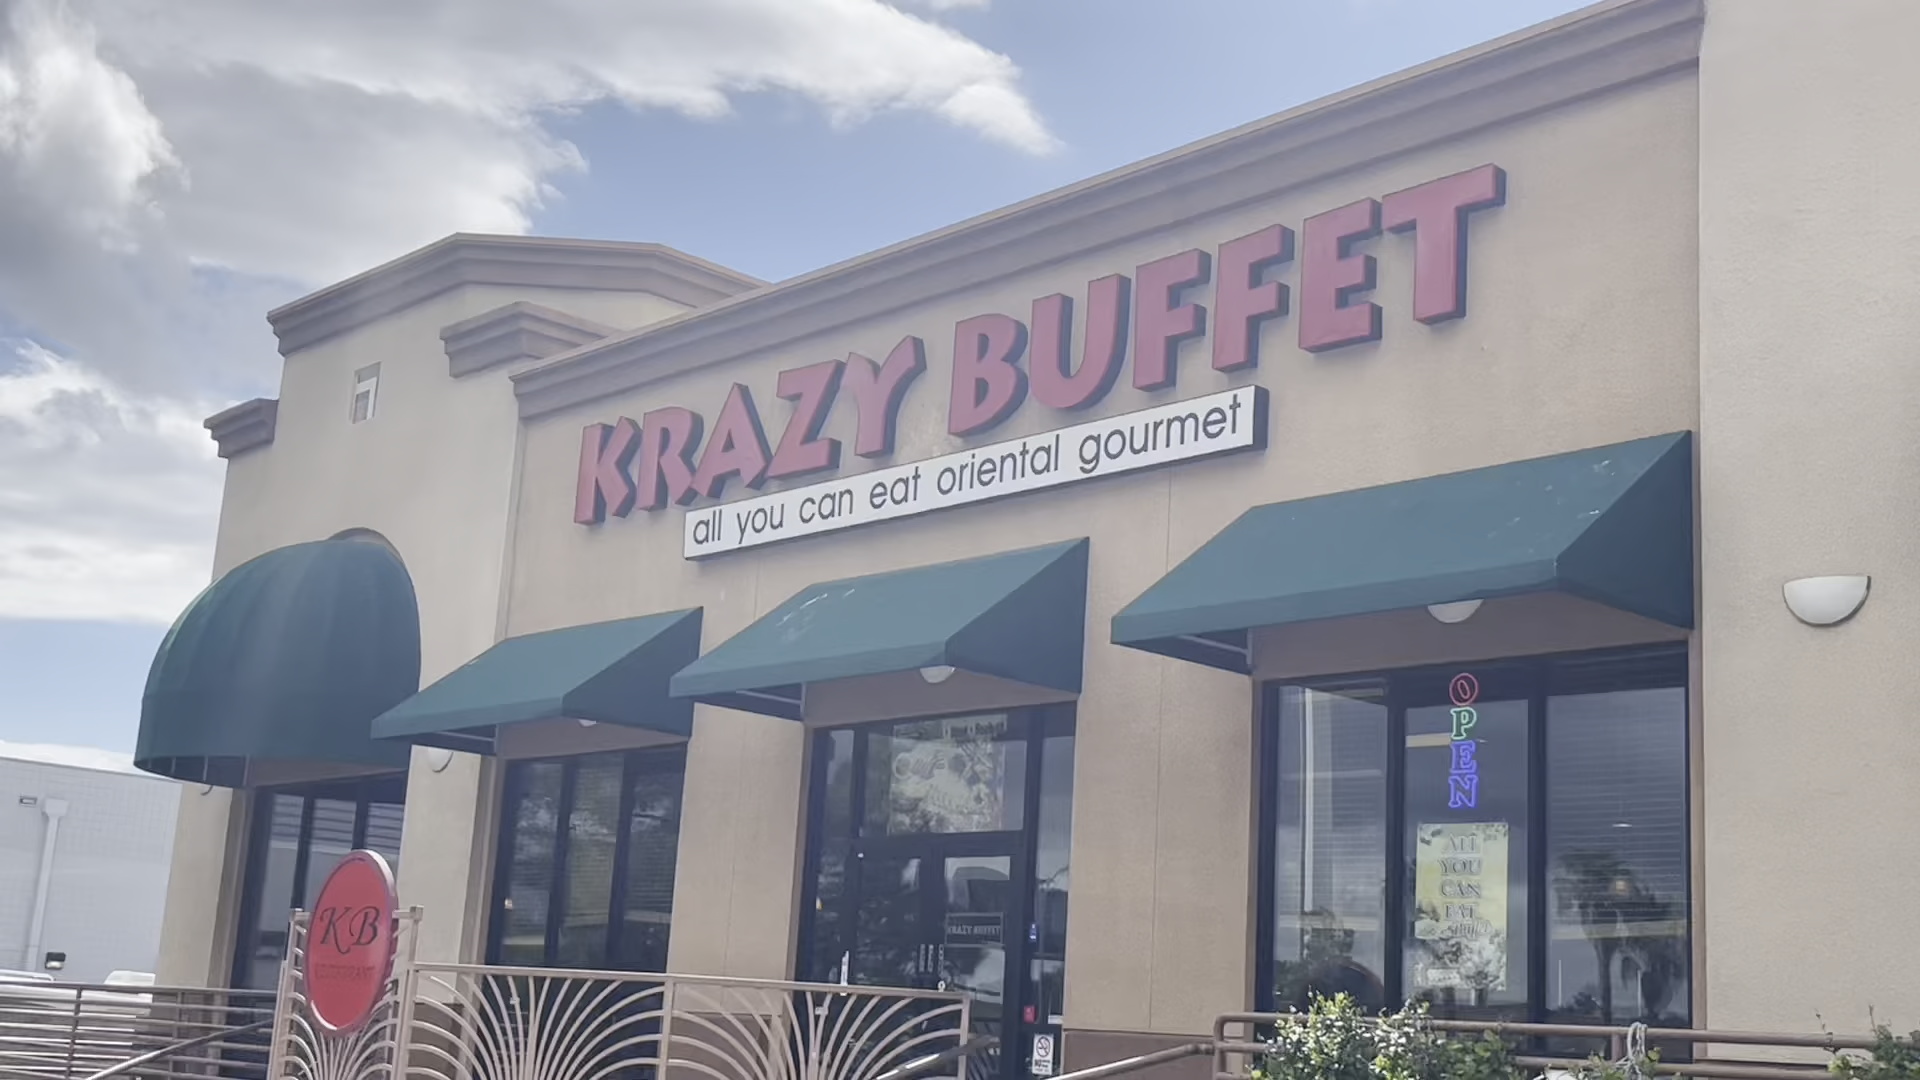 KRAZY BUFFET
all you can eat oriental gourmet
OPEN
ALL
YOU
CAN
EAT
KB
KRAZY BUFFET